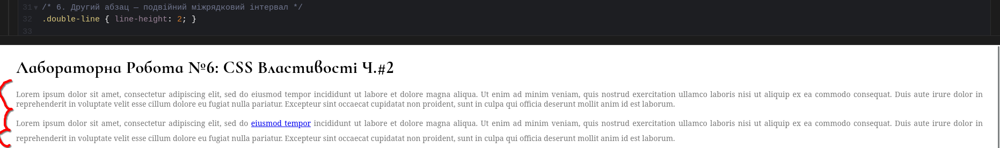 31 /* 6. Другий абзац — подвійний міжрядковий інтервал */
32 .double-line { line-height: 2; }
33
Лабораторна Робота №6: CSS Властивості Ч.#2
Lorem ipsum dolor sit amet, consectetur adipiscing elit, sed do eiusmod tempor incididunt ut labore et dolore magna aliqua. Ut enim ad minim veniam, quis nostrud exercitation ullamco laboris nisi ut aliquip ex ea commodo consequat. Duis aute irure dolor in
reprehenderit in voluptate velit esse cillum dolore eu fugiat nulla pariatur. Excepteur sint occaecat cupidatat non proident, sunt in culpa qui officia deserunt mollit anim id est laborum.
Lorem ipsum dolor sit amet, consectetur adipiscing elit, sed do eiusmod tempor incididunt ut labore et dolore magna aliqua. Ut enim ad minim veniam, quis nostrud exercitation ullamco laboris nisi ut aliquip ex ea commodo consequat. Duis aute irure dolor in
reprehenderit in voluptate velit esse cillum dolore eu fugiat nulla pariatur. Excepteur sint occaecat cupidatat non proident, sunt in culpa qui officia deserunt mollit anim id est laborum.